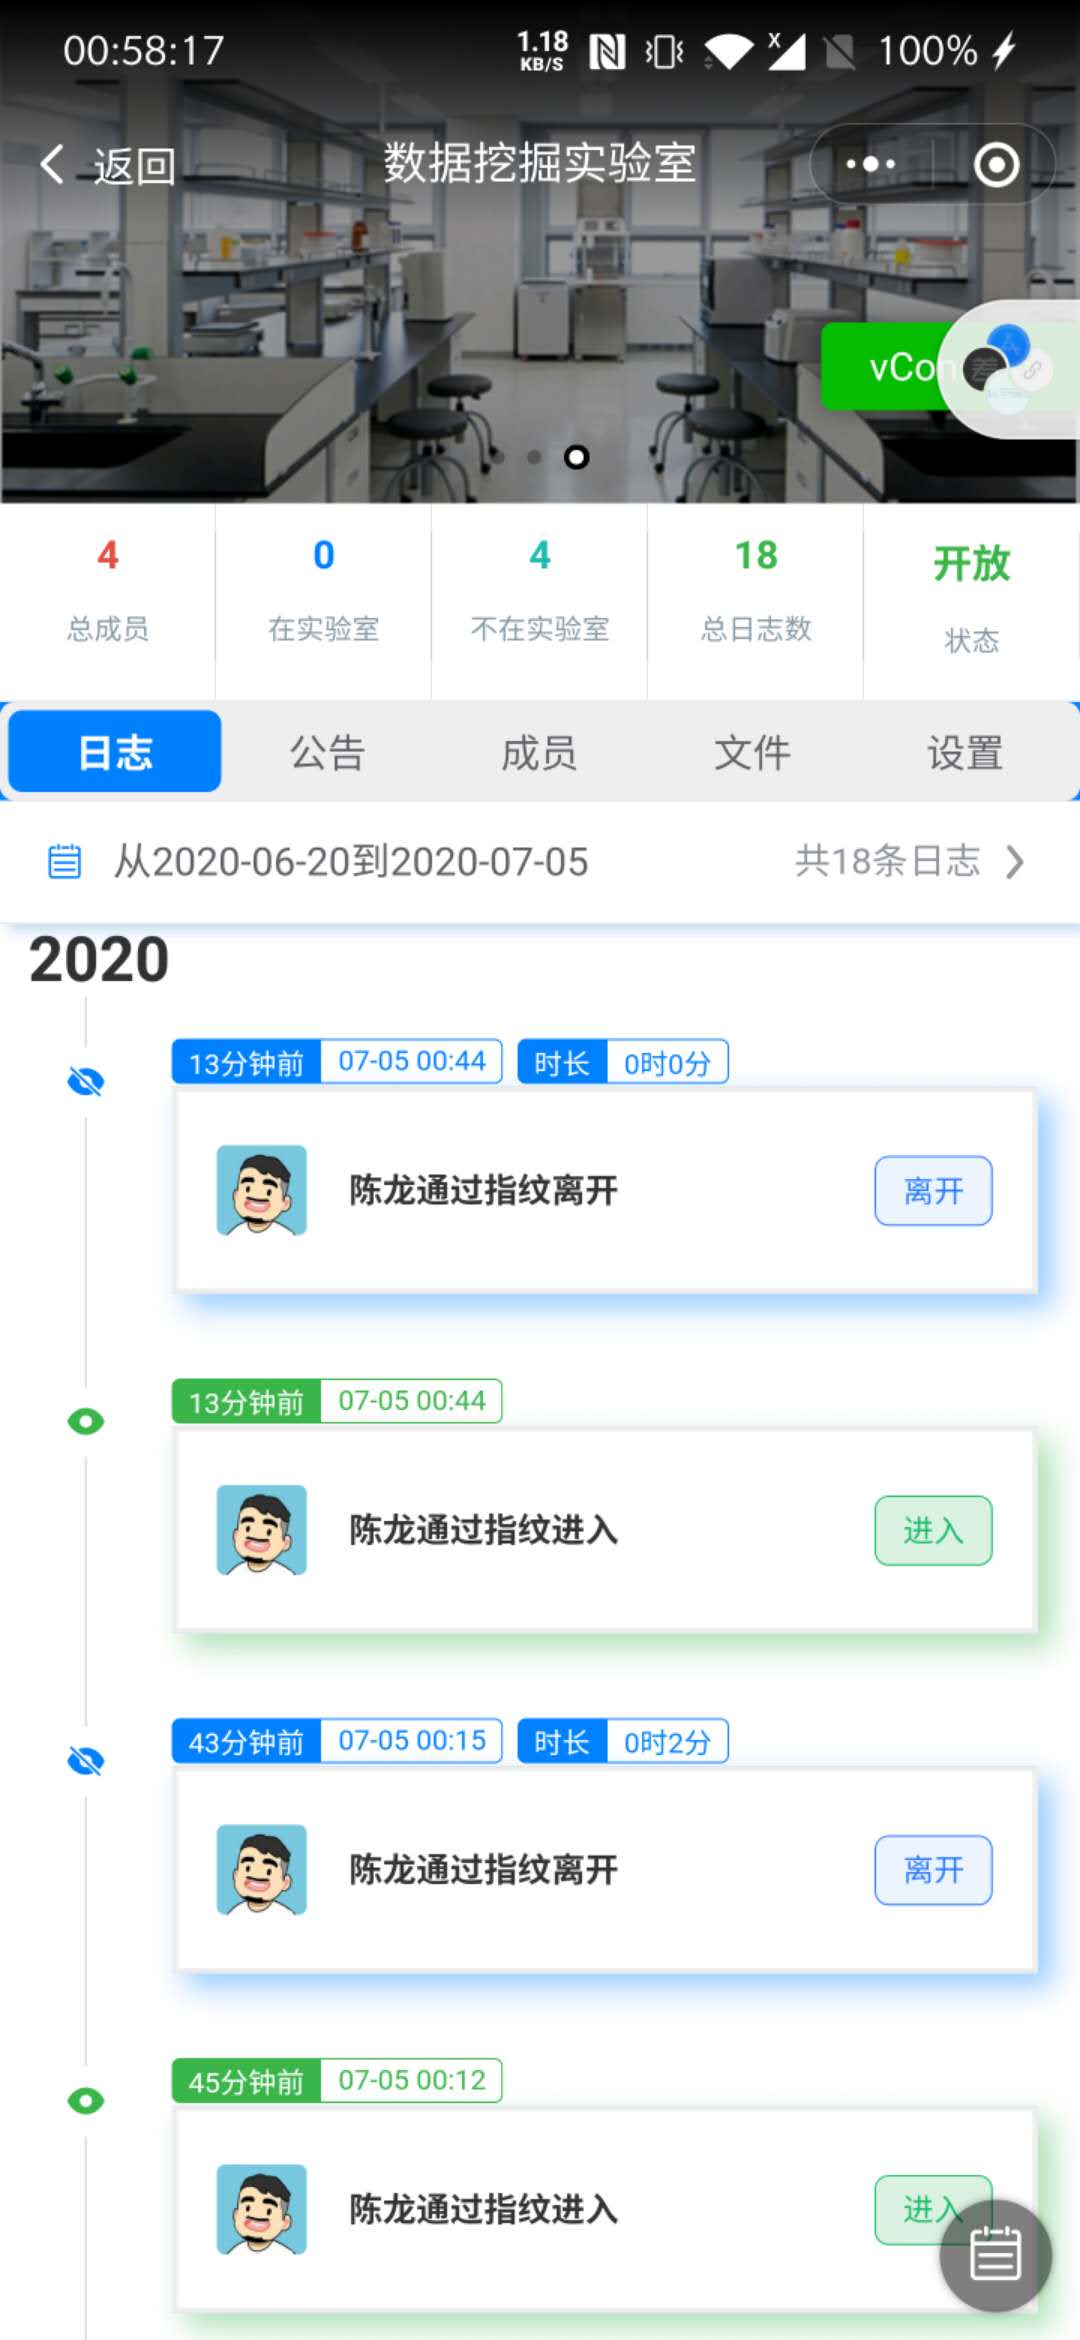 00:58:17
1.18
KB/S
100%
返回
数据挖掘实验室
vCon
差
4
0
4
18
开放
总成员
在实验室
不在实验室
总日志数
状态
日志
公告
成员
文件
设置
从2020-06-20到2020-07-05
共18条日志
2020
13分钟前 07-05 00:44 时长 0时0分
陈龙通过指纹离开
离开
13分钟前 07-05 00:44
陈龙通过指纹进入
进入
43分钟前 07-05 00:15 时长 0时2分
陈龙通过指纹离开
离开
45分钟前 07-05 00:12
陈龙通过指纹进入
进入